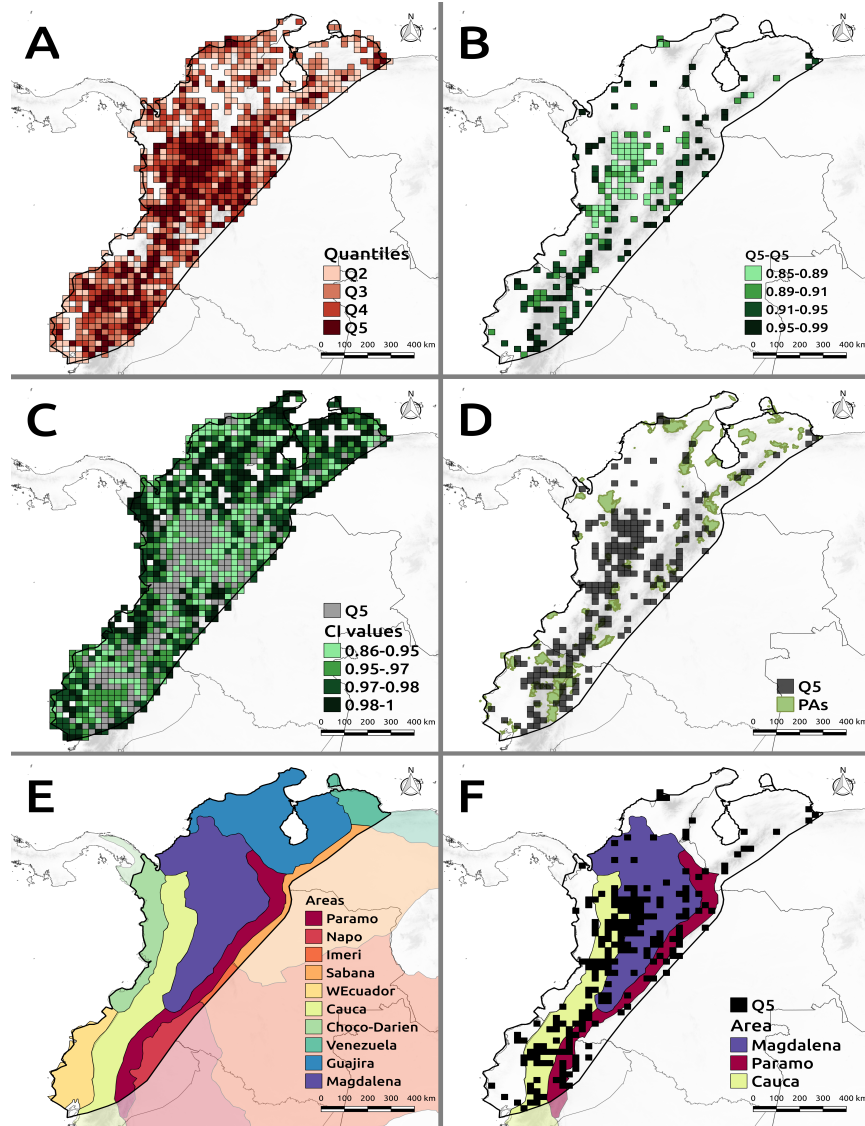 A
N
Quantiles
Q2
Q3
Q4
Q5
0 100 200 300 400 km
B
N
Q5-Q5
0.85-0.89
0.89-0.91
0.91-0.95
0.95-0.99
0 100 200 300 400 km
C
N
Q5
CI values
0.86-0.95
0.95-.97
0.97-0.98
0.98-1
0 100 200 300 400 km
D
N
Q5
PAs
0 100 200 300 400 km
E
N
Areas
Paramo
Napo
Imeri
Sabana
WEcuador
Cauca
Choco-Darien
Venezuela
Guajira
Magdalena
0 100 200 300 400 km
F
N
Q5
Area
Magdalena
Paramo
Cauca
0 100 200 300 400 km